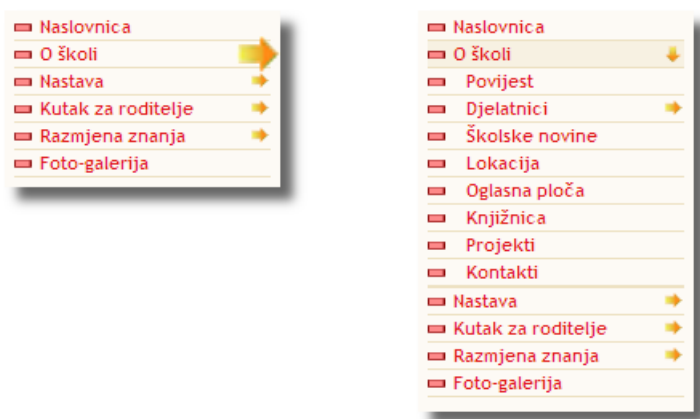 Naslovnica
O školi
Nastava
Kutak za roditelje
Razmjena znanja
Foto-galerija
Naslovnica
O školi
Povijest
Djelatnici
Školske novine
Lokacija
Oglasna ploča
Knjižnica
Projekti
Kontakti
Nastava
Kutak za roditelje
Razmjena znanja
Foto-galerija